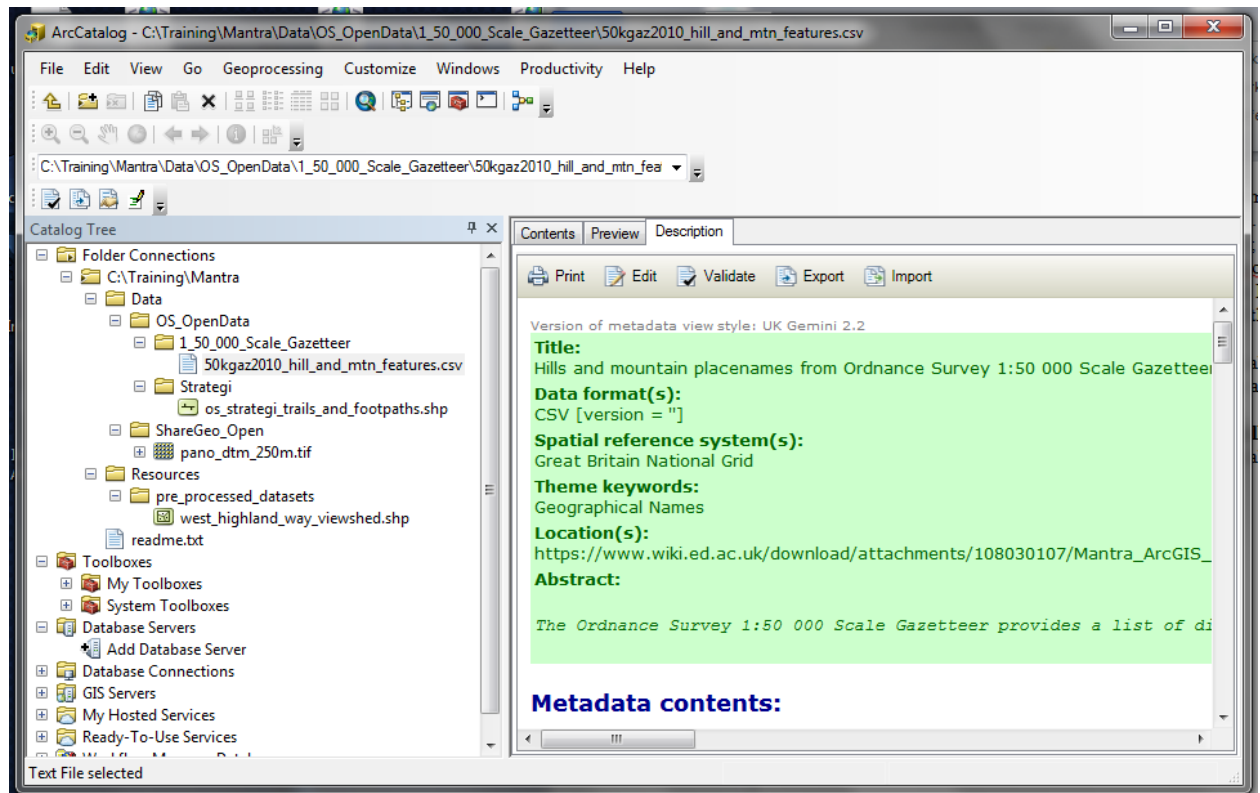 ArcCatalog - C:\Training\Mantra\Data\OS_OpenData\1_50_000_Scale_Gazetteer\50kgaz2010_hill_and_mtn_features.csv
File Edit View Go Geoprocessing Customize Windows Productivity Help
C:\Training\Mantra\Data\OS_OpenData\1_50_000_Scale_Gazetteer\50kgaz2010_hill_and_mtn_fea
Catalog Tree
Folder Connections
C:\Training\Mantra
Data
OS_OpenData
1_50_000_Scale_Gazetteer
50kgaz2010_hill_and_mtn_features.csv
Strategi
os_strategi_trails_and_footpaths.shp
ShareGeo_Open
pano_dtm_250m.tif
Resources
pre_processed_datasets
west_highland_way_viewshed.shp
readme.txt
Toolboxes
My Toolboxes
System Toolboxes
Database Servers
Add Database Server
Database Connections
GIS Servers
My Hosted Services
Ready-To-Use Services
Contents Preview Description
Print Edit Validate Export Import
Version of metadata view style: UK Gemini 2.2
Title:
Hills and mountain placenames from Ordnance Survey 1:50 000 Scale Gazetteer
Data format(s):
CSV [version = '']
Spatial reference system(s):
Great Britain National Grid
Theme keywords:
Geographical Names
Location(s):
https://www.wiki.ed.ac.uk/download/attachments/108030107/Mantra_ArcGIS_
Abstract:
The Ordnance Survey 1:50 000 Scale Gazetteer provides a list of di
Metadata contents:
Text File selected